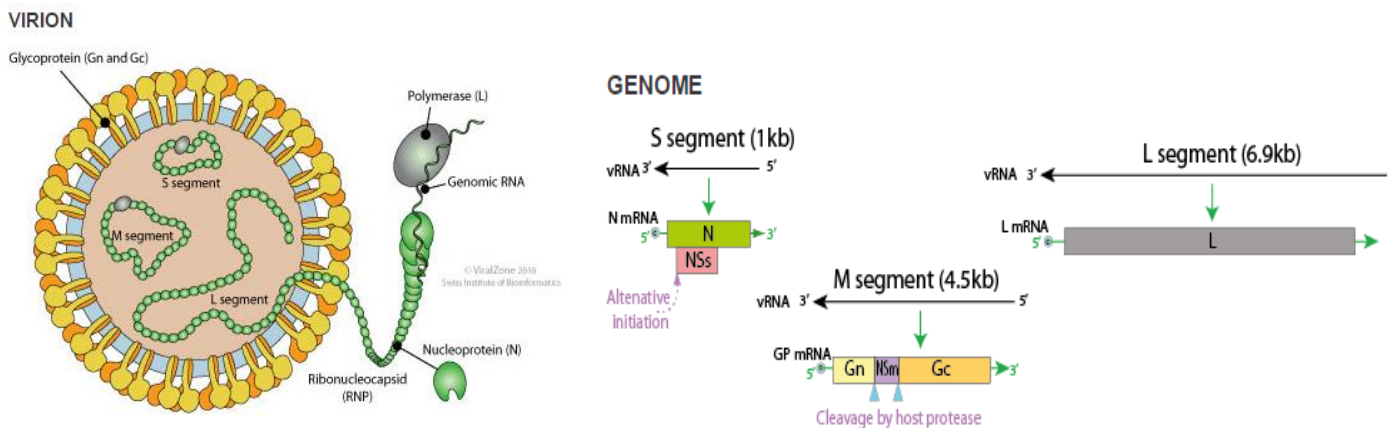 VIRION
Glycoprotein (Gn and Gc)
Polymerase (L)
S segment
Genomic RNA
M segment
© ViralZone 2010
Swiss Institute of Bioinformatics
L segment
Nucleoprotein (N)
Ribonucleocapsid
(RNP)
GENOME
S segment (1kb)
vRNA 3' 5'
N mRNA
5' c N 3'
NSs
Altenative
initiation
M segment (4.5kb)
vRNA 3' 5'
GP mRNA
5' c Gn NSm Gc 3'
Cleavage by host protease
L segment (6.9kb)
vRNA 3'
L mRNA
5' c L